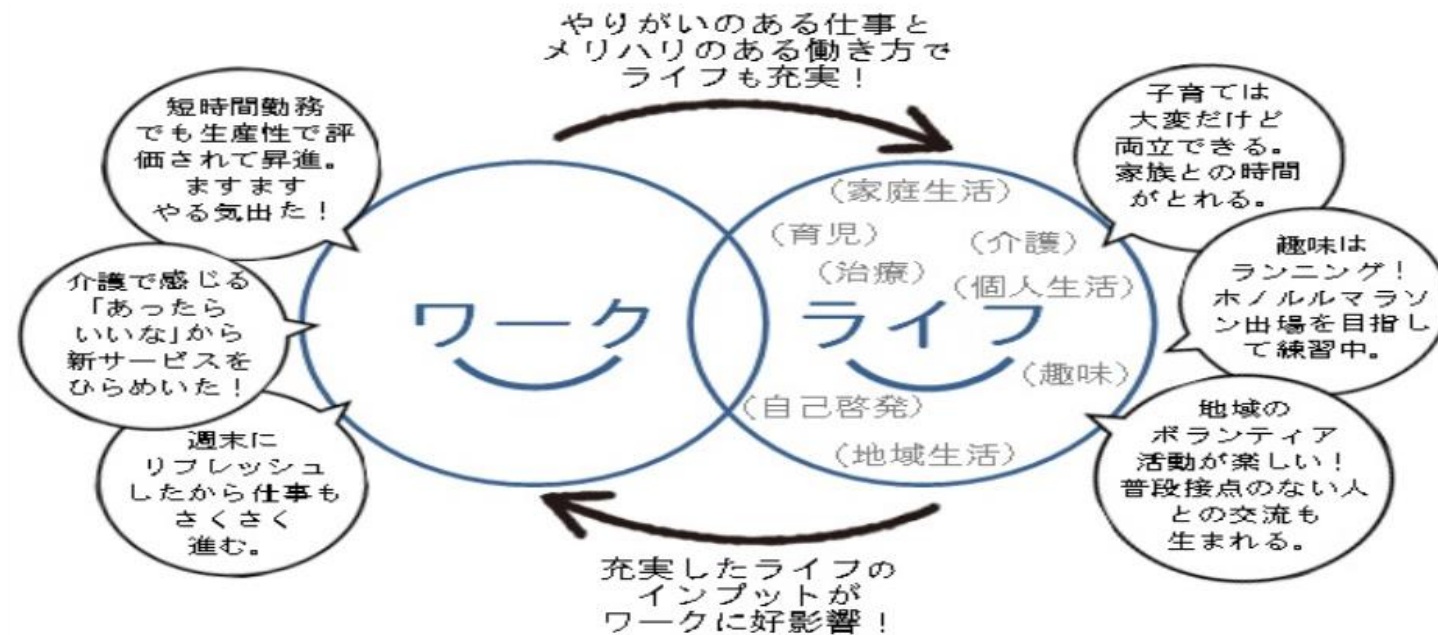 やりがいのある仕事と
メリハリのある働き方で
ライフも充実！
短時間勤務
でも生産性で評
価されて昇進。
ますます
やる気出た！
介護で感じる
「あったら
いいな」から
新サービスを
ひらめいた！
週末に
リフレッシュ
したから仕事も
さくさく
進む。
ワーク
（家庭生活）
（育児）
（介護）
（治療）
（個人生活）
ライフ
（趣味）
（自己啓発）
（地域生活）
子育ては
大変だけど
両立できる。
家族との時間
がとれる。
趣味は
ランニング！
ホノルルマラソ
ン出場を目指し
て練習中。
地域の
ボランティア
活動が楽しい！
普段接点のない人
との交流も
生まれる。
充実したライフの
インプットが
ワークに好影響！